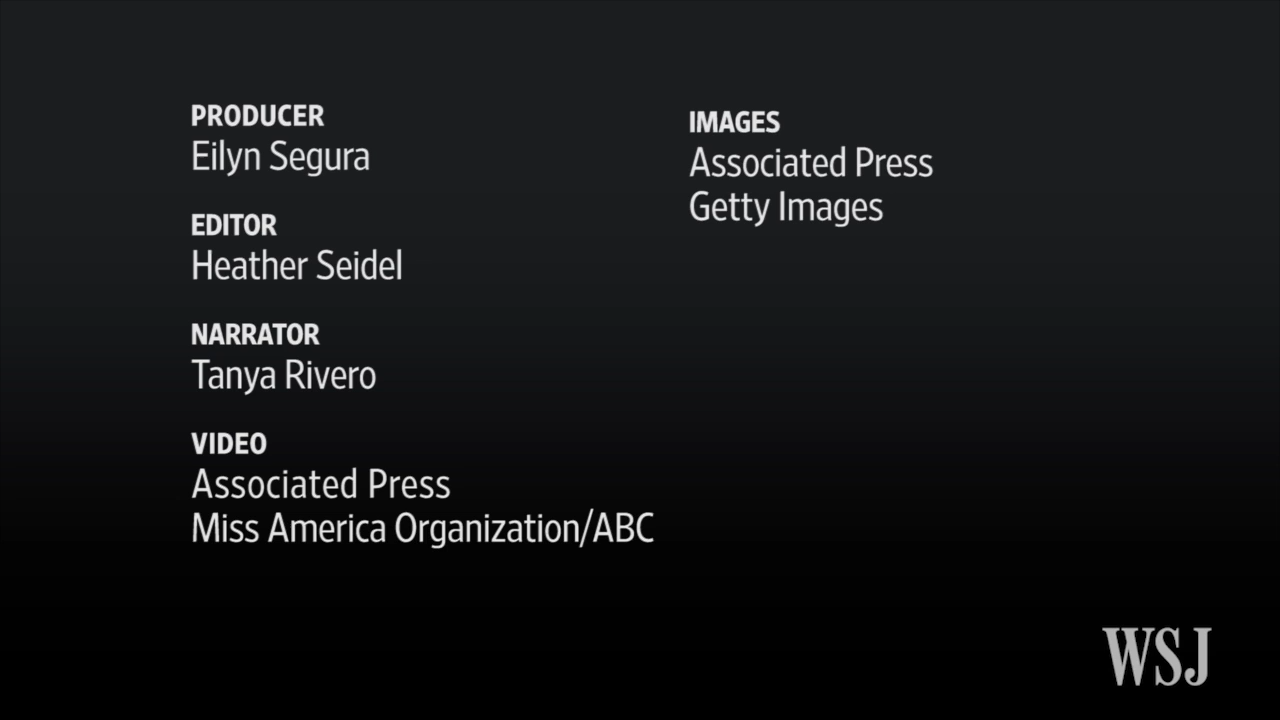 PRODUCER
Eilyn Segura
EDITOR
Heather Seidel
NARRATOR
Tanya Rivero
VIDEO
Associated Press
Miss America Organization/ABC
IMAGES
Associated Press
Getty Images
WSJ